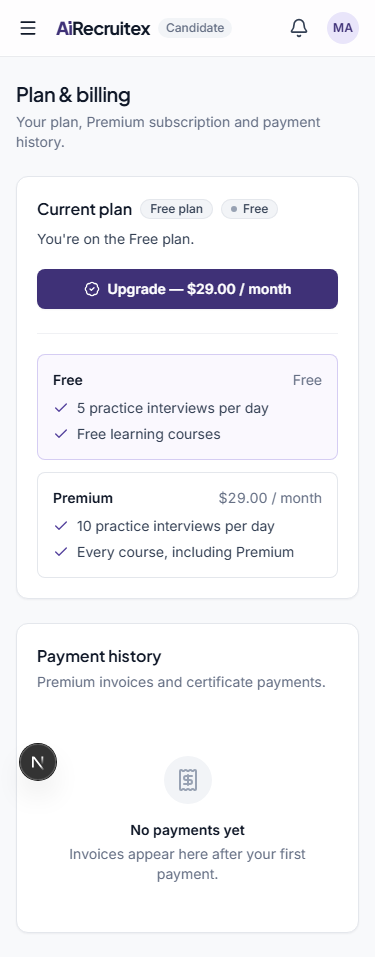 AiRecruitex Candidate MA
Plan & billing
Your plan, Premium subscription and payment
history.
Current plan Free plan Free
You're on the Free plan.
Upgrade — $29.00 / month
Free Free
5 practice interviews per day
Free learning courses
Premium $29.00 / month
10 practice interviews per day
Every course, including Premium
Payment history
Premium invoices and certificate payments.
N
No payments yet
Invoices appear here after your first
payment.